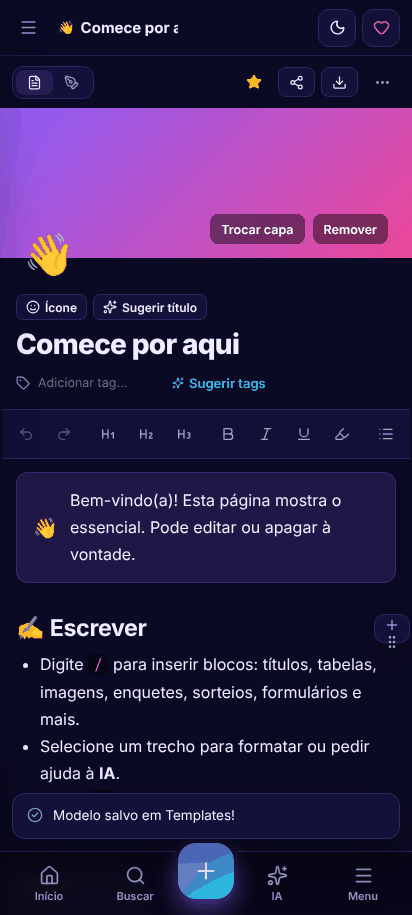 Comece por a
Trocar capa
Remover
Ícone
Sugerir título
Comece por aqui
Adicionar tag...
Sugerir tags
H1 H2 H3 B I U
Bem-vindo(a)! Esta página mostra o
essencial. Pode editar ou apagar à
vontade.
Escrever
Digite / para inserir blocos: títulos, tabelas,
imagens, enquetes, sorteios, formulários e
mais.
Selecione um trecho para formatar ou pedir
ajuda à IA.
Modelo salvo em Templates!
Início
Buscar
IA
Menu